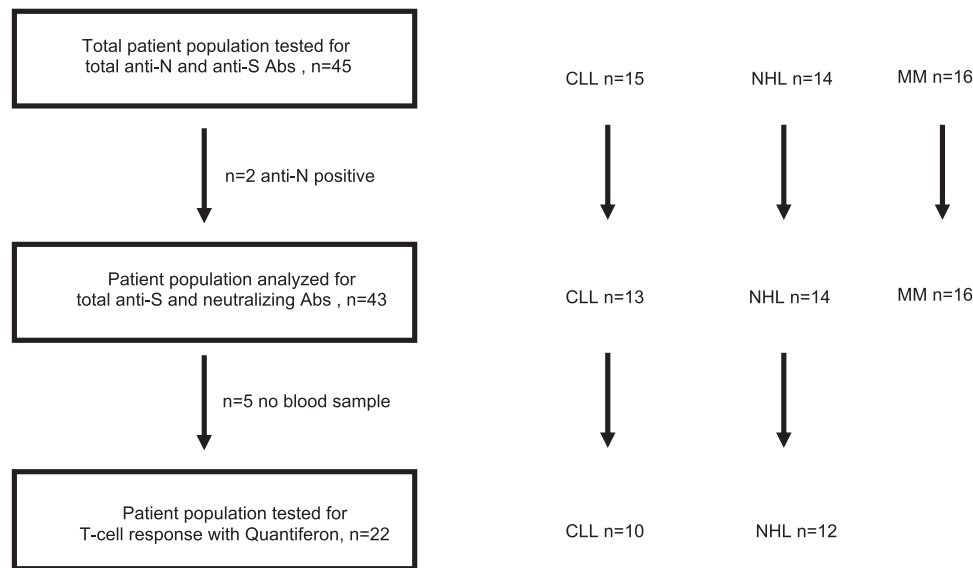 Total patient population tested for
total anti-N and anti-S Abs , n=45
CLL n=15
NHL n=14
MM n=16
n=2 anti-N positive
Patient population analyzed for
total anti-S and neutralizing Abs , n=43
CLL n=13
NHL n=14
MM n=16
n=5 no blood sample
Patient population tested for
T-cell response with Quantiferon, n=22
CLL n=10
NHL n=12